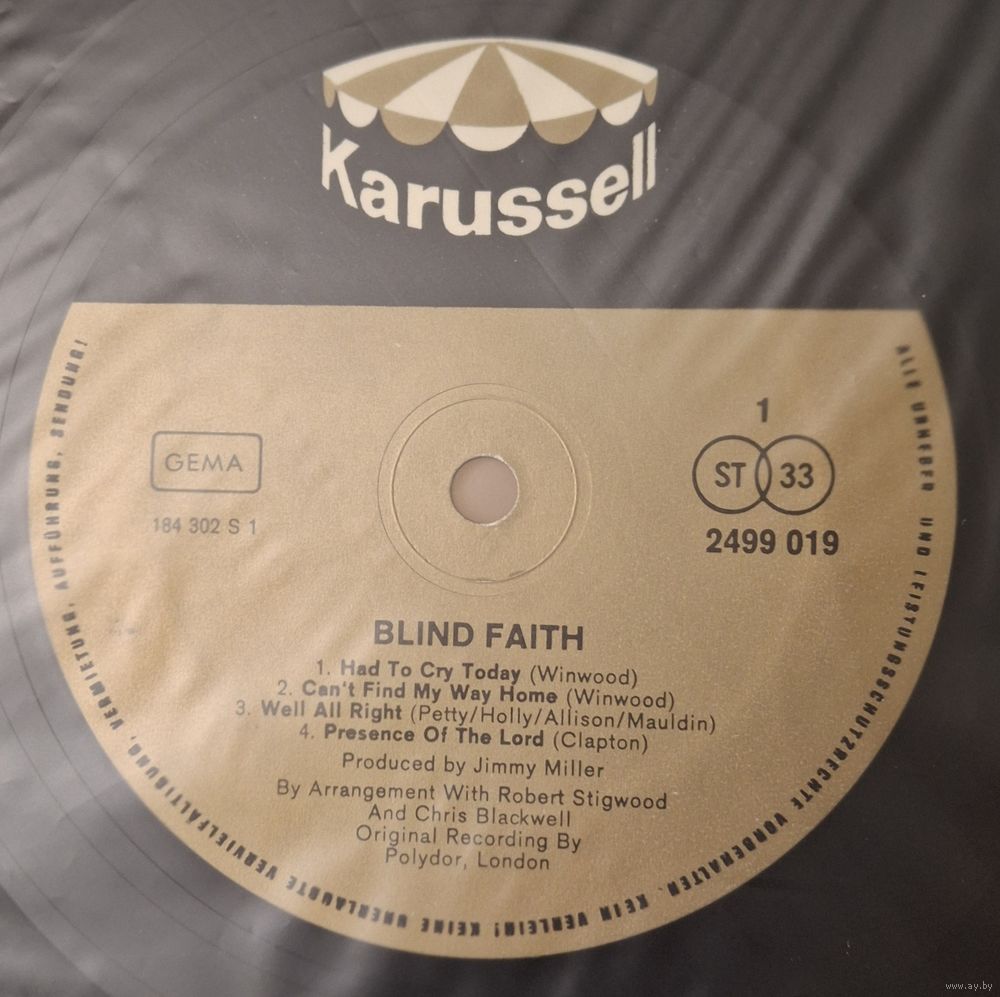 Karussell
GEMA
184 302 S 1
1
ST 33
2499 019
BLIND FAITH
1. Had To Cry Today (Winwood)
2. Can't Find My Way Home (Winwood)
3. Well All Right (Petty/Holly/Allison/Mauldin)
4. Presence Of The Lord (Clapton)
Produced by Jimmy Miller
By Arrangement With Robert Stigwood
And Chris Blackwell
Original Recording By
Polydor, London
ALLE URHEBER UND LEISTUNGSSCHUTZRECHTE VORBEHALTEN. KEIN VERLEIH! KEINE UNERLAUBTE VERVIELFÄLTIGUNG, VERMIETUNG, AUFFÜHRUNG, SENDUNG!
www.ay.by